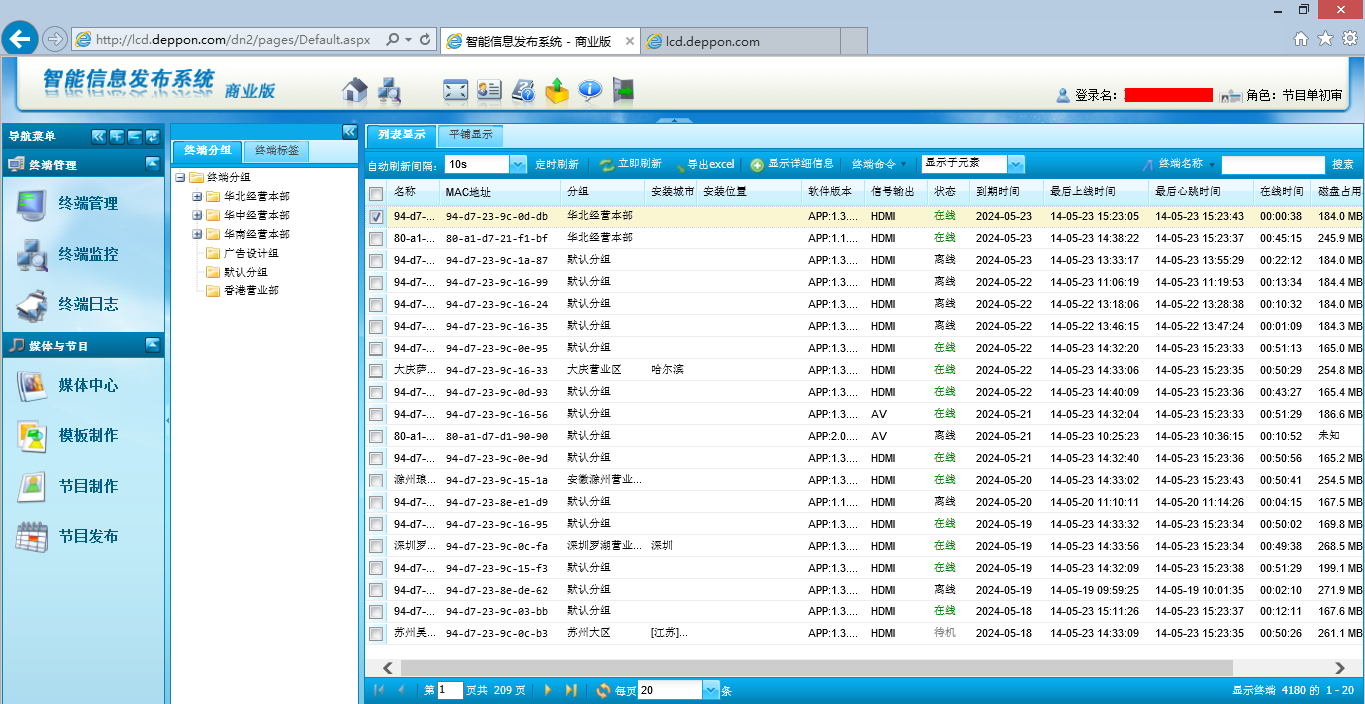 http://lcd.deppon.com/dn2/pages/Default.aspx
智能信息发布系统 - 商业版
lcd.deppon.com
智能信息发布系统 商业版
登录名：
角色：节目单初审
导航菜单
终端管理
终端管理
终端监控
终端日志
媒体与节目
媒体中心
模板制作
节目制作
节目发布
终端分组 终端标签
终端分组
华北经营本部
华中经营本部
华南经营本部
广告设计组
默认分组
香港营业部
列表显示 平铺显示
自动刷新间隔： 10s 定时刷新 立即刷新 导出excel 显示详细信息 终端命令 显示子元素 终端名称 搜索
名称 MAC地址 分组 安装城市 安装位置 软件版本 信号输出 状态 到期时间 最后上线时间 最后心跳时间 在线时间 磁盘占用
94-d7-... 94-d7-23-9c-0d-db 华北经营本部 APP:1.3.... HDMI 在线 2024-05-23 14-05-23 15:23:05 14-05-23 15:23:43 00:00:38 184.0 MB
80-a1-... 80-a1-d7-21-f1-bf 华北经营本部 APP:1.1.... HDMI 在线 2024-05-23 14-05-23 14:38:22 14-05-23 15:23:37 00:45:15 245.9 MB
94-d7-... 94-d7-23-9c-1a-87 默认分组 APP:1.3.... HDMI 离线 2024-05-23 14-05-23 13:33:17 14-05-23 13:55:29 00:22:12 184.0 MB
94-d7-... 94-d7-23-9c-16-99 默认分组 APP:1.3.... HDMI 离线 2024-05-22 14-05-23 11:06:19 14-05-23 11:19:53 00:13:34 184.4 MB
94-d7-... 94-d7-23-9c-16-24 默认分组 APP:1.3.... HDMI 离线 2024-05-22 14-05-22 13:18:06 14-05-22 13:28:38 00:10:32 184.0 MB
94-d7-... 94-d7-23-9c-16-35 默认分组 APP:1.3.... HDMI 离线 2024-05-22 14-05-22 13:46:15 14-05-22 13:47:24 00:01:09 184.3 MB
94-d7-... 94-d7-23-9c-0e-95 默认分组 APP:1.3.... HDMI 在线 2024-05-22 14-05-23 14:32:20 14-05-23 15:23:33 00:51:13 165.0 MB
大庆萨... 94-d7-23-9c-16-33 大庆营业区 哈尔滨 APP:1.3.... HDMI 在线 2024-05-22 14-05-23 14:33:06 14-05-23 15:23:35 00:50:29 254.8 MB
94-d7-... 94-d7-23-9c-0d-93 默认分组 APP:1.3.... HDMI 在线 2024-05-22 14-05-23 14:40:09 14-05-23 15:23:36 00:43:27 165.4 MB
94-d7-... 94-d7-23-9c-16-56 默认分组 APP:1.3.... AV 在线 2024-05-21 14-05-23 14:32:04 14-05-23 15:23:33 00:51:29 186.6 MB
80-a1-... 80-a1-d7-d1-90-90 默认分组 APP:2.0.... AV 离线 2024-05-21 14-05-23 10:25:23 14-05-23 10:36:15 00:10:52 未知
94-d7-... 94-d7-23-9c-0e-9d 默认分组 APP:1.3.... HDMI 在线 2024-05-21 14-05-23 14:32:40 14-05-23 15:23:36 00:50:56 165.2 MB
滁州琅... 94-d7-23-9c-15-1a 安徽滁州营业... APP:1.3.... HDMI 在线 2024-05-20 14-05-23 14:33:02 14-05-23 15:23:43 00:50:41 254.5 MB
94-d7-... 94-d7-23-8e-e1-d9 默认分组 APP:1.1.... HDMI 离线 2024-05-20 14-05-20 11:10:11 14-05-20 11:14:26 00:04:15 167.5 MB
94-d7-... 94-d7-23-9c-16-95 默认分组 APP:1.3.... HDMI 在线 2024-05-19 14-05-23 14:33:32 14-05-23 15:23:34 00:50:02 169.8 MB
深圳罗... 94-d7-23-9c-0c-fa 深圳罗湖营业... 深圳 APP:1.3.... HDMI 在线 2024-05-19 14-05-23 14:33:56 14-05-23 15:23:34 00:49:38 268.5 MB
94-d7-... 94-d7-23-9c-15-f3 默认分组 APP:1.3.... HDMI 在线 2024-05-19 14-05-23 14:32:09 14-05-23 15:23:38 00:51:29 199.1 MB
94-d7-... 94-d7-23-8e-de-62 默认分组 APP:1.3.... HDMI 离线 2024-05-19 14-05-19 09:59:25 14-05-19 10:01:35 00:02:10 271.9 MB
94-d7-... 94-d7-23-9c-03-bb 默认分组 APP:1.3.... HDMI 在线 2024-05-18 14-05-23 15:11:26 14-05-23 15:23:37 00:12:11 167.6 MB
苏州吴... 94-d7-23-9c-0c-b3 苏州大区 [江苏]... APP:1.3.... HDMI 待机 2024-05-18 14-05-23 14:33:09 14-05-23 15:23:35 00:50:26 261.1 MB
第 1 页共 209 页 每页 20 条 显示终端 4180 的 1 - 20